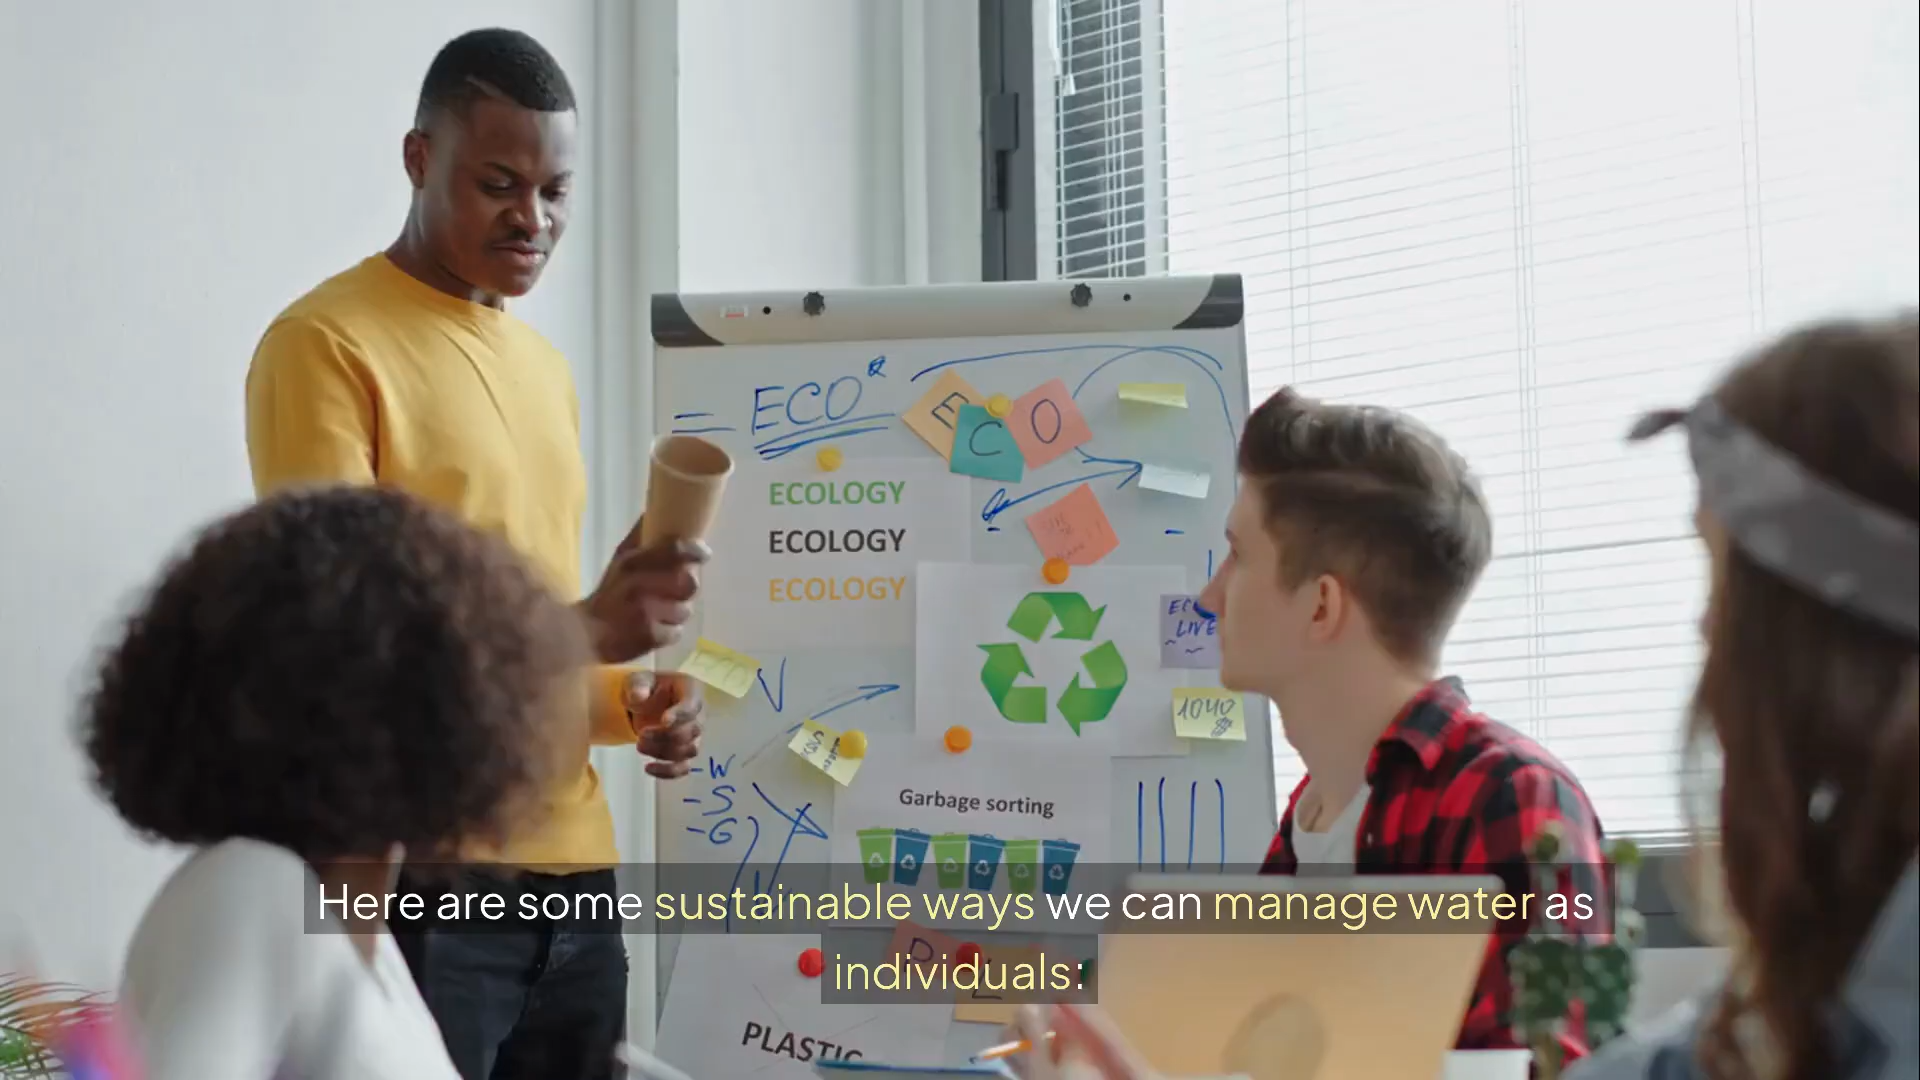 = ECO
E C O
ECOLOGY
ECOLOGY
ECOLOGY
ECO
LIVE
1040 $
V
-W
-S
-G
Garbage sorting
Here are some sustainable ways we can manage water as
individuals:
P
L
PLASTIC